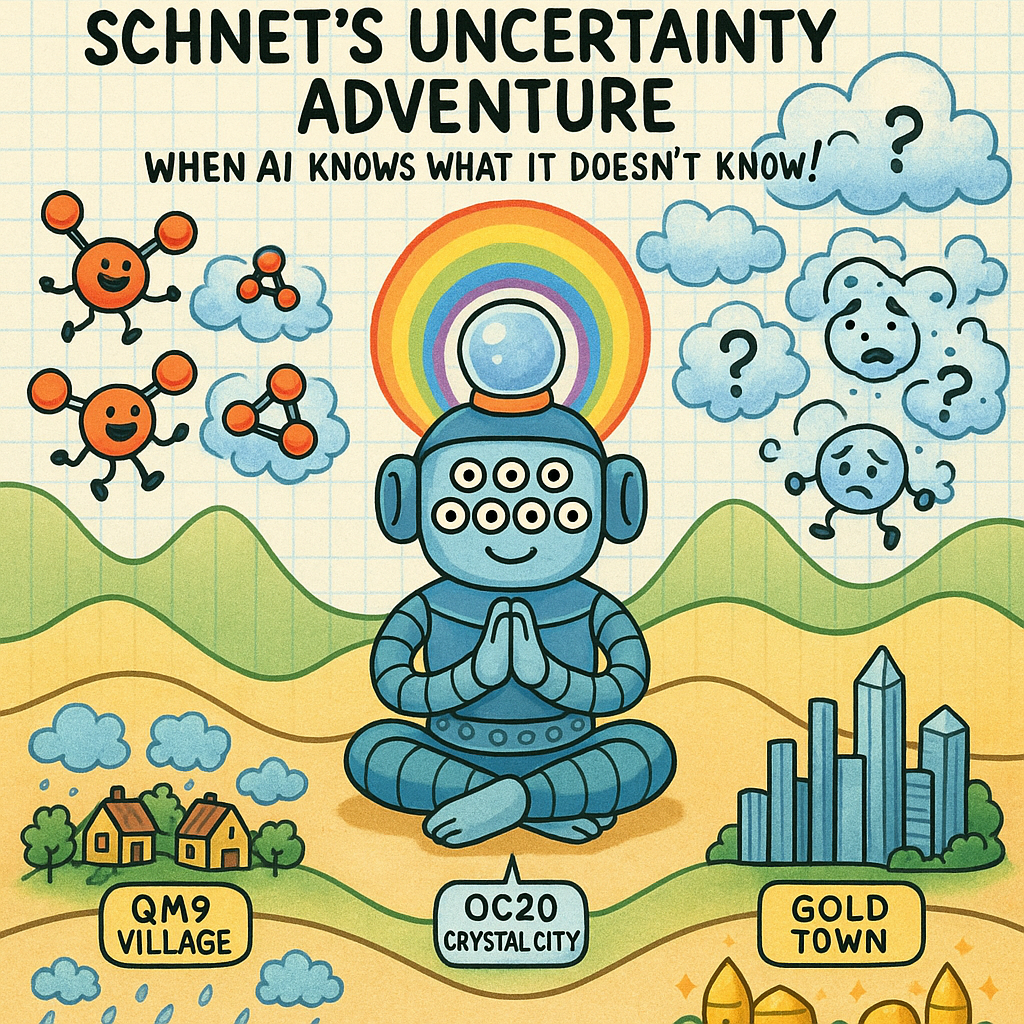 SCHNET'S UNCERTAINTY
ADVENTURE
WHEN AI KNOWS WHAT IT DOESN'T KNOW!
?
?
?
QM9
VILLAGE
OC20
CRYSTAL CITY
GOLD
TOWN